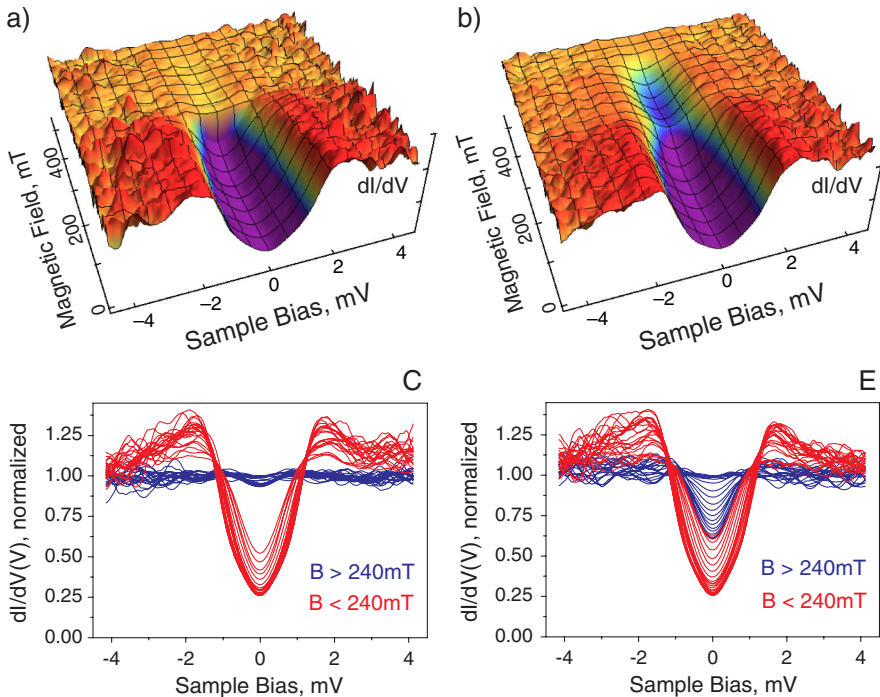 a)
b)
400
200
0
Magnetic Field, mT
−4
−2
0
2
4
Sample Bias, mV
dI/dV
400
200
0
Magnetic Field, mT
−4
−2
0
2
4
Sample Bias, mV
dI/dV
C
1.25
1.00
0.75
0.50
0.25
0.00
dI/dV(V), normalized
B > 240mT
B < 240mT
-4
-2
0
2
4
Sample Bias, mV
E
1.25
1.00
0.75
0.50
0.25
0.00
dI/dV(V), normalized
B > 240mT
B < 240mT
-4
-2
0
2
4
Sample Bias, mV